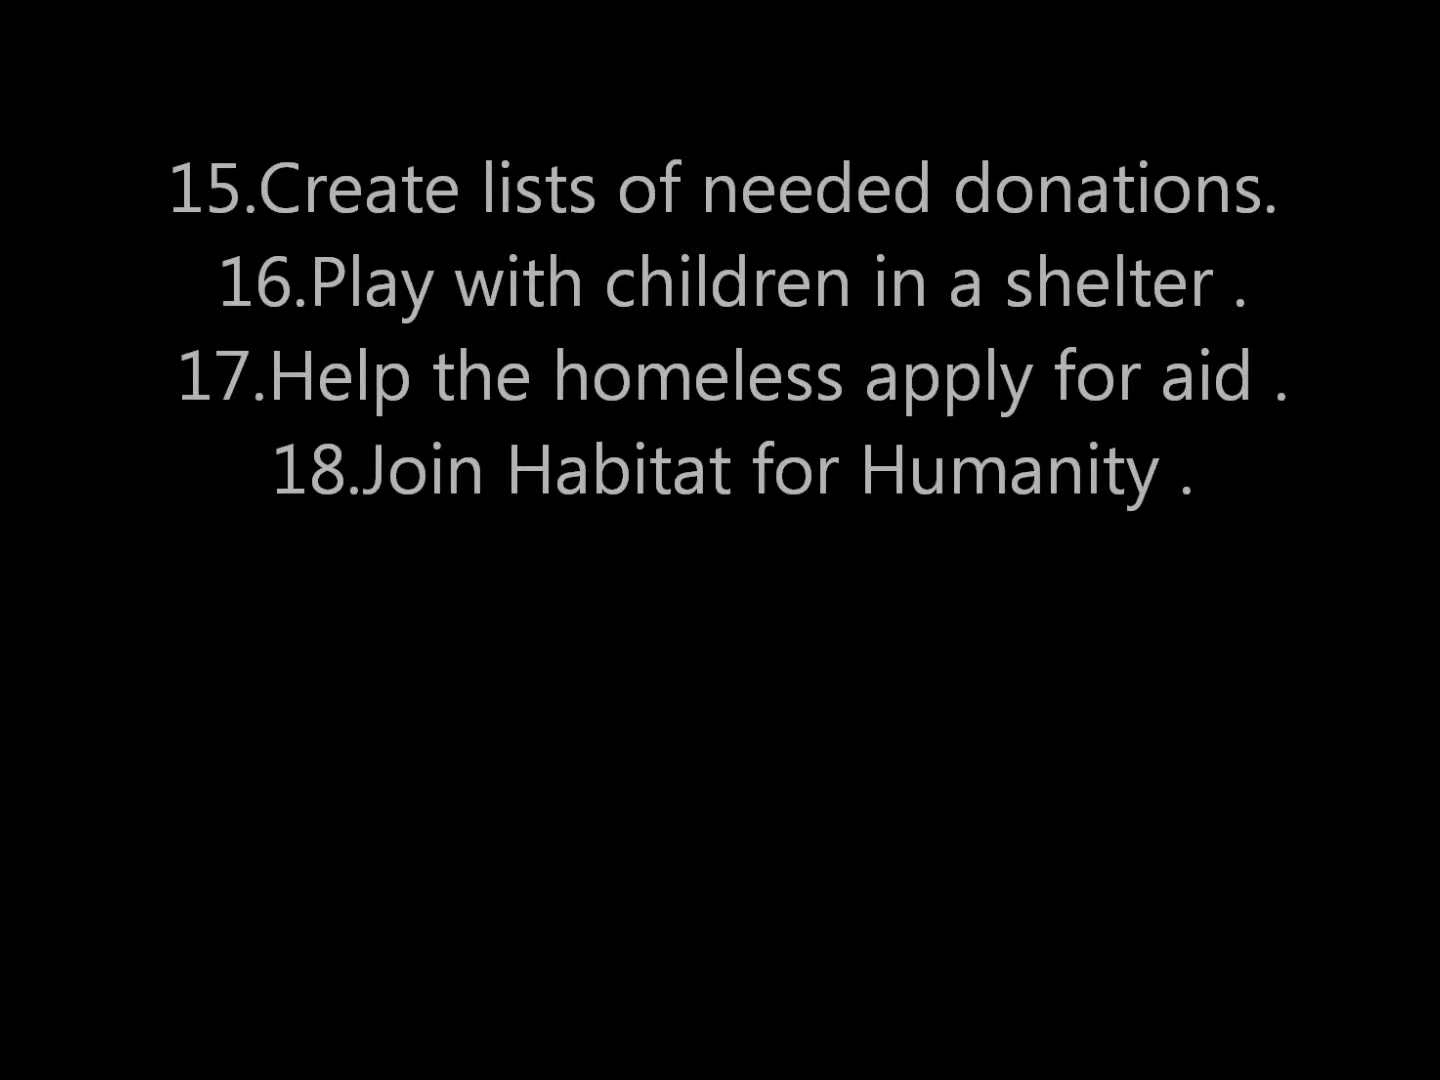 15.Create lists of needed donations.
16.Play with children in a shelter .
17.Help the homeless apply for aid .
18.Join Habitat for Humanity .